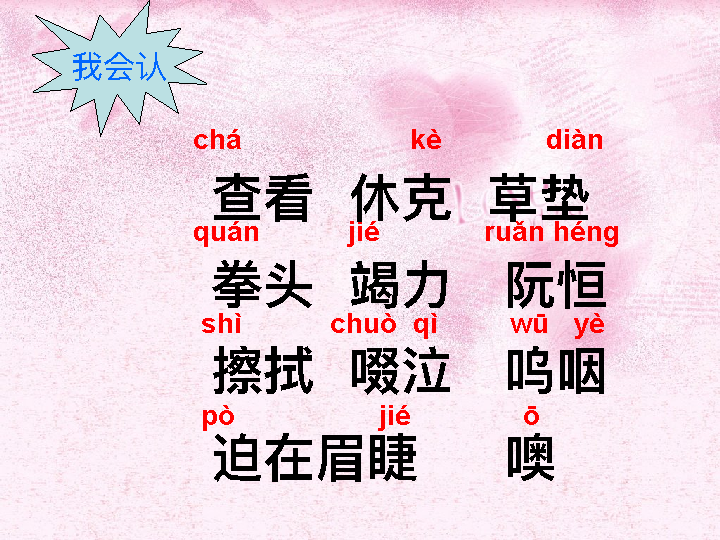 我会认
chá kè diàn
查看 休克 草垫
quán jié ruǎn héng
拳头 竭力 阮恒
shì chuò qì wū yè
擦拭 啜泣 呜咽
pò jié ō
迫在眉睫 噢